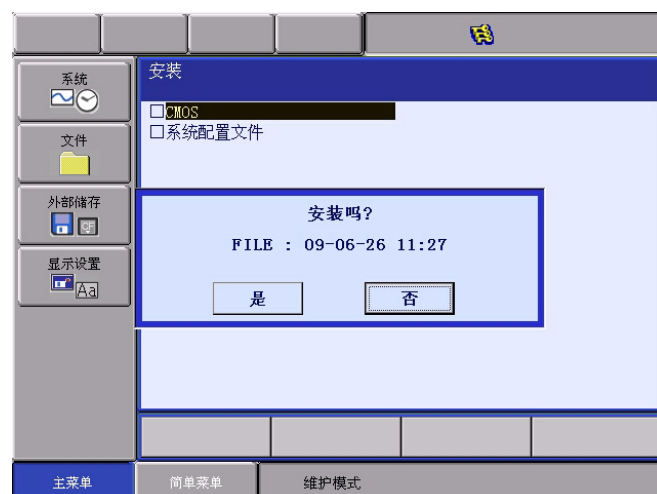 系统
文件
外部储存
CF
显示设置
Aa
安装
□CMOS
□系统配置文件
安装吗?
FILE : 09-06-26 11:27
是
否
主菜单
简单菜单
维护模式